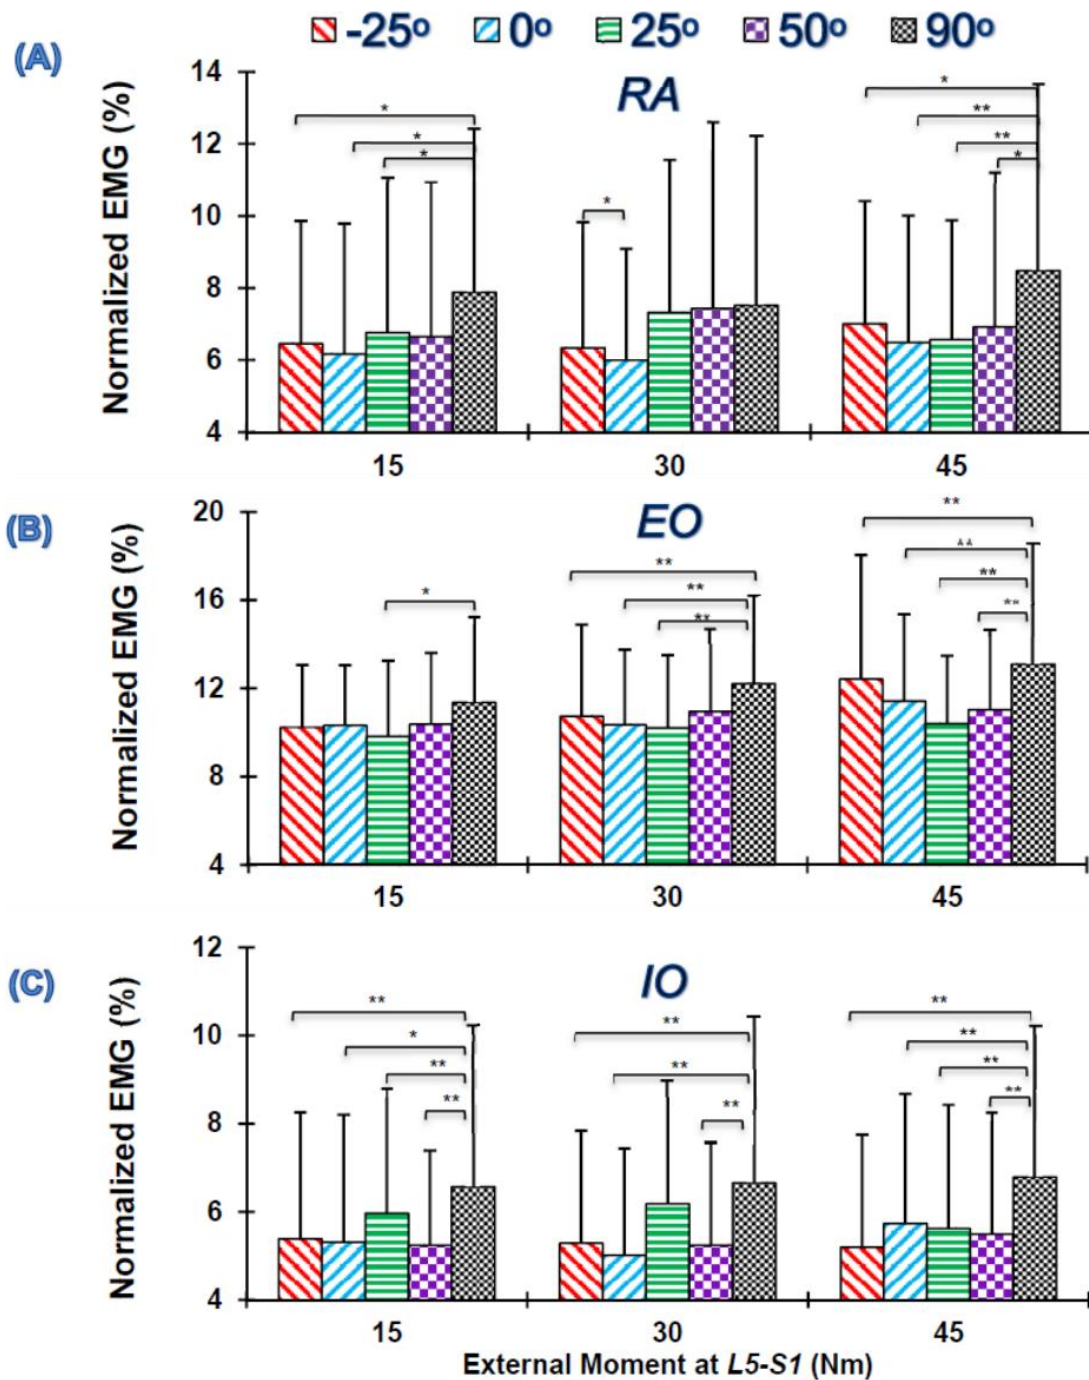 -25º 0º 25º 50º 90º
(A)
RA
Normalized EMG (%)
14
12
10
8
6
4
* * *
*
* ** ** *
15 30 45
(B)
EO
Normalized EMG (%)
20
16
12
8
4
*
** ** **
** ** ** **
15 30 45
(C)
IO
Normalized EMG (%)
12
10
8
6
4
** * ** **
** ** **
** ** ** **
15 30 45
External Moment at L5-S1 (Nm)